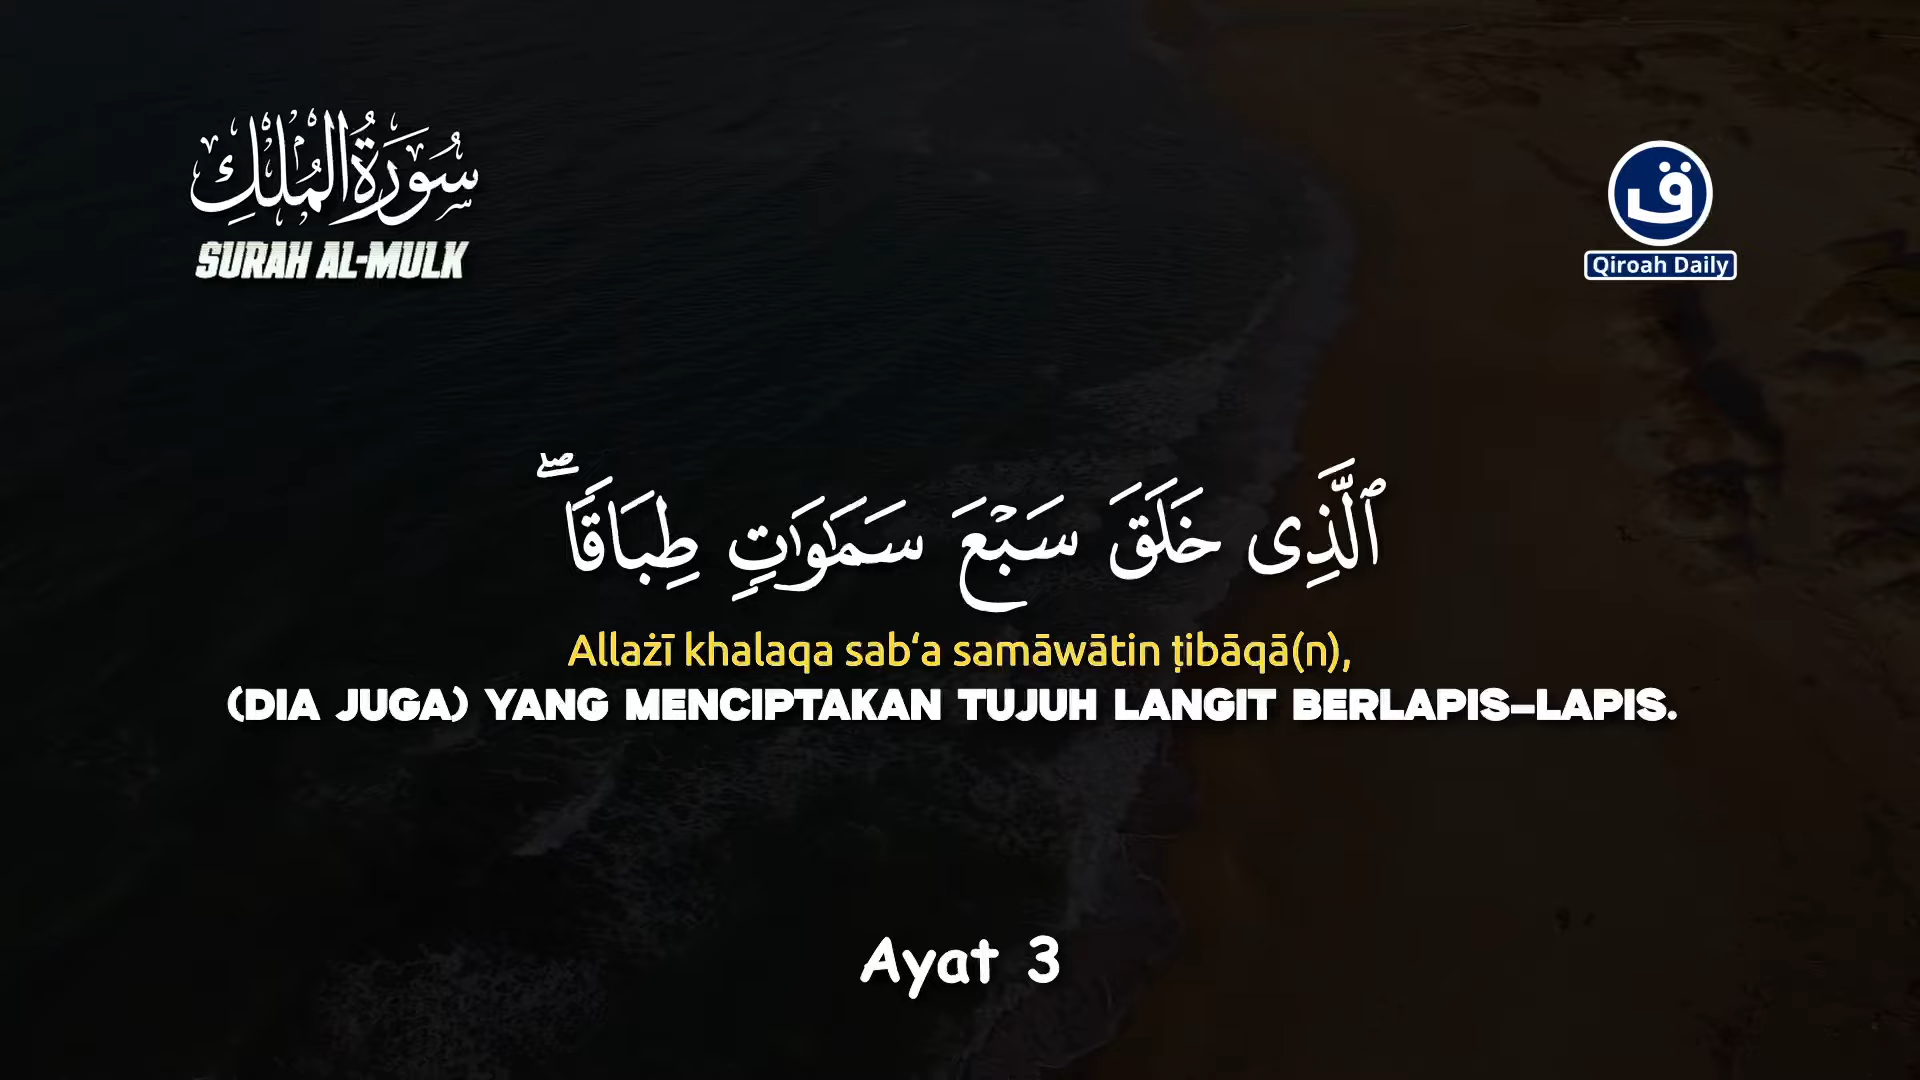 سُورَةُ الْمُلْكِ
SURAH AL-MULK
ق
Qiroah Daily
ٱلَّذِى خَلَقَ سَبْعَ سَمَـٰوَٰتٍ طِبَاقًا ۖ
Allażī khalaqa sab‘a samāwātin ṭibāqā(n),
(DIA JUGA) YANG MENCIPTAKAN TUJUH LANGIT BERLAPIS-LAPIS.
Ayat 3